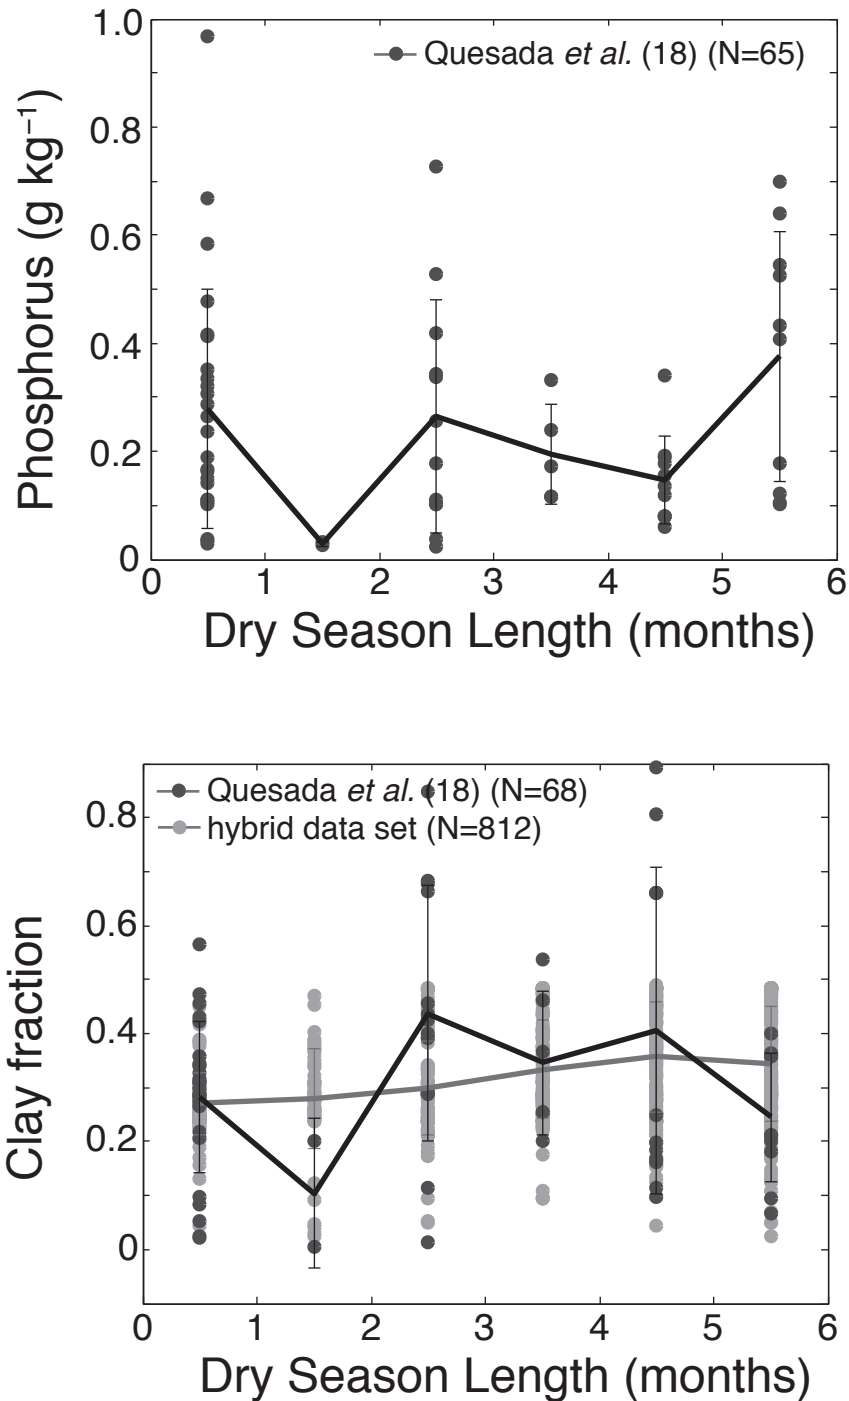 1.0
Quesada et al. (18) (N=65)
0.8
0.6
0.4
0.2
0
Phosphorus (g kg⁻¹)
0 1 2 3 4 5 6
Dry Season Length (months)
Quesada et al. (18) (N=68)
hybrid data set (N=812)
0.8
0.6
0.4
0.2
0
Clay fraction
0 1 2 3 4 5 6
Dry Season Length (months)